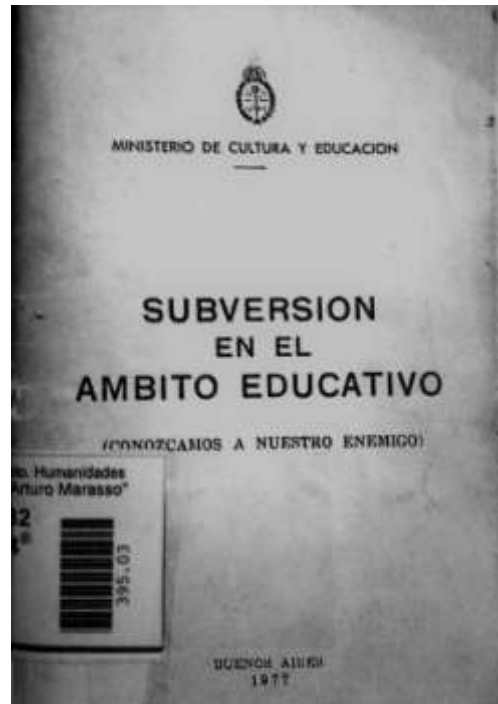 MINISTERIO DE CULTURA Y EDUCACION
SUBVERSION
EN EL
AMBITO EDUCATIVO
(CONOZCAMOS A NUESTRO ENEMIGO)
Humanidades
Arturo Marasso"
395.03
BUENOS AIRES
1977